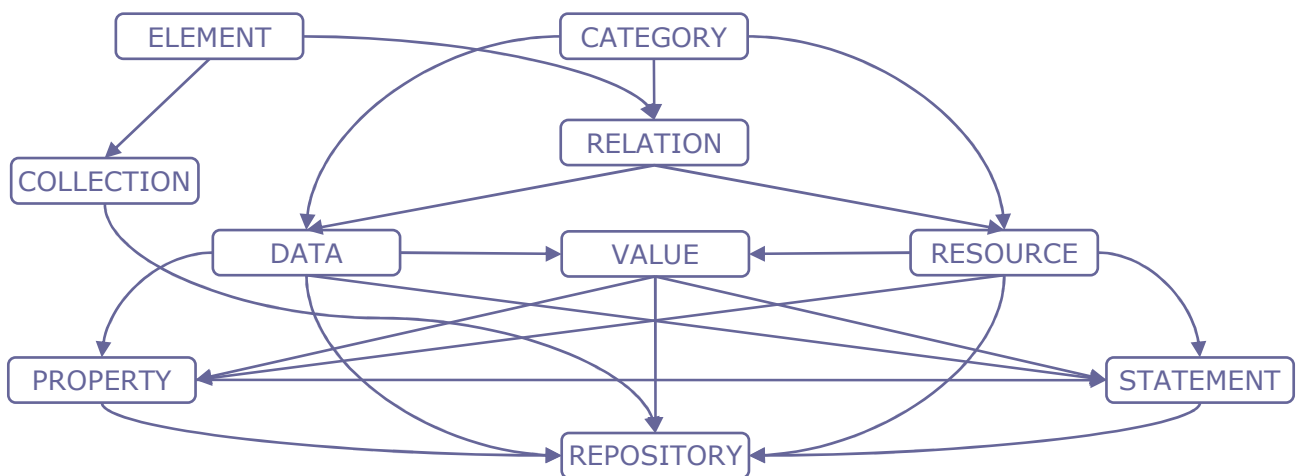 ELEMENT
CATEGORY
RELATION
COLLECTION
DATA
VALUE
RESOURCE
PROPERTY
STATEMENT
REPOSITORY